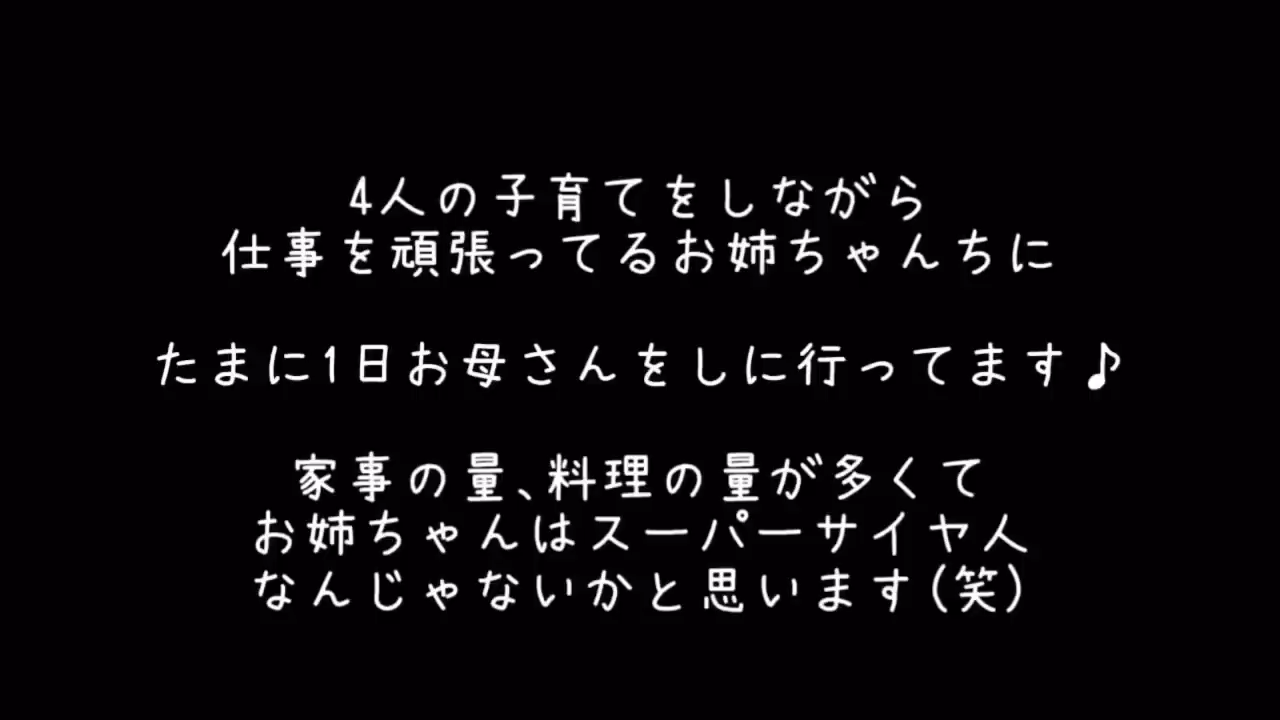 4人の子育てをしながら
仕事を頑張ってるお姉ちゃんちに
たまに1日お母さんをしに行ってます♪
家事の量、料理の量が多くて
お姉ちゃんはスーパーサイヤ人
なんじゃないかと思います(笑)